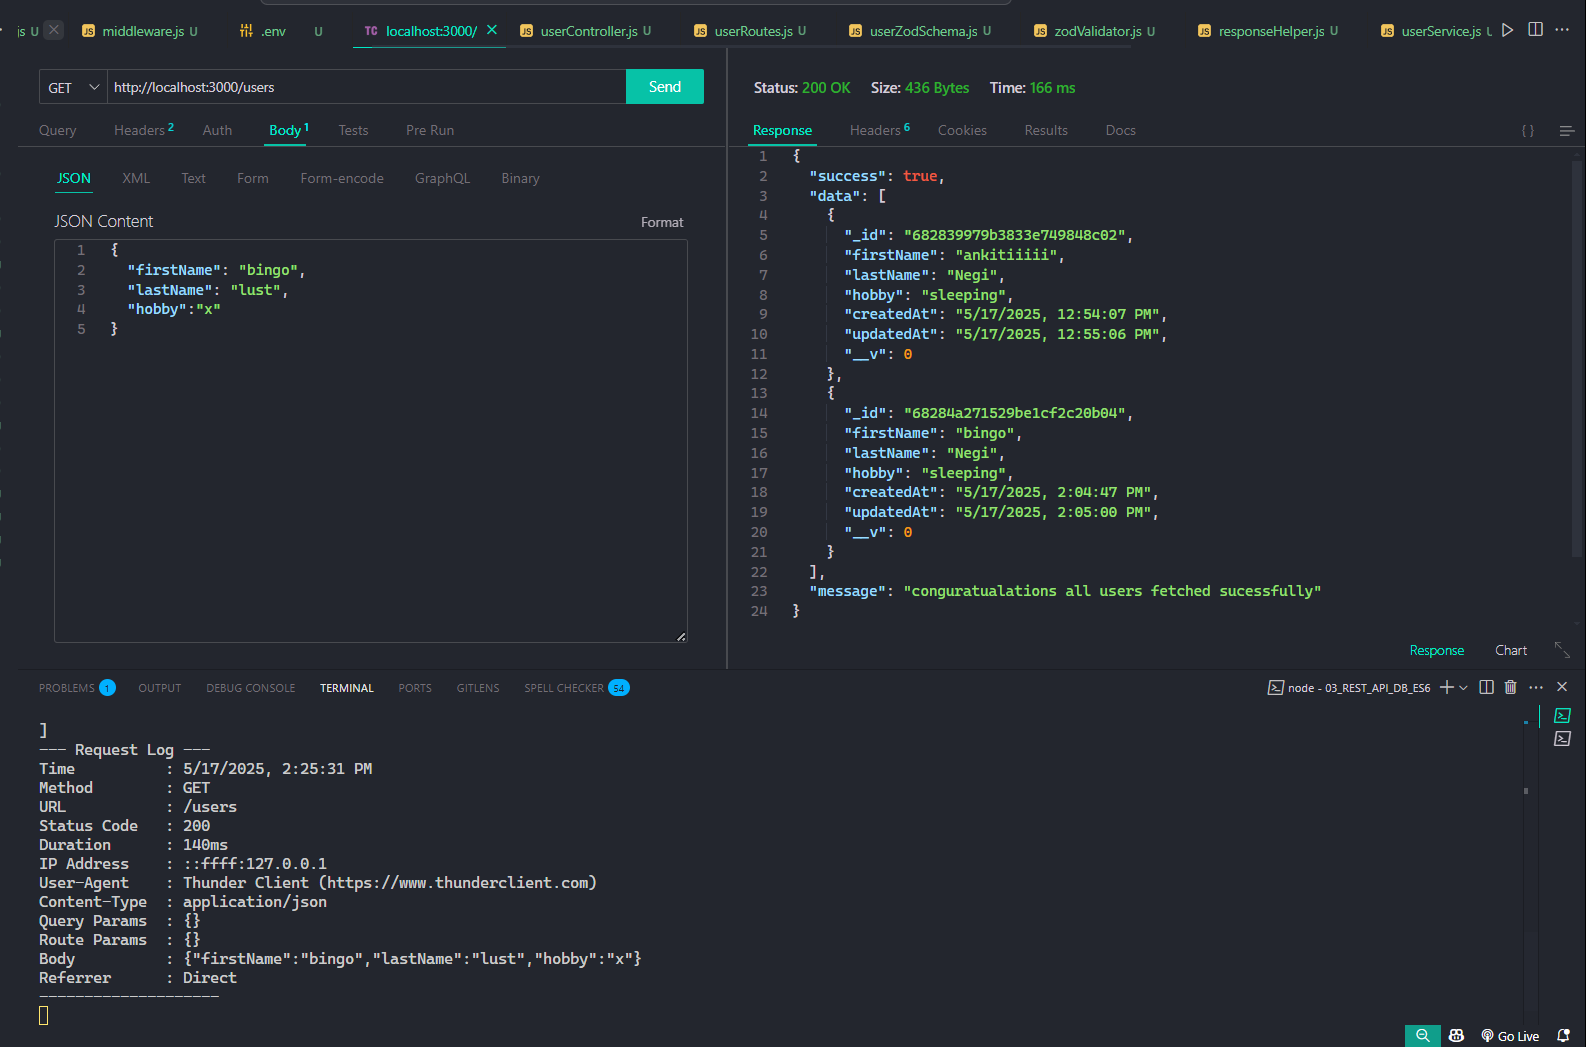 js U
middleware.js U
.env U
TC localhost:3000/
JS userController.js U
JS userRoutes.js U
JS userZodSchema.js U
JS zodValidator.js U
JS responseHelper.js U
JS userService.js U
GET http://localhost:3000/users Send
Query Headers 2 Auth Body 1 Tests Pre Run
JSON XML Text Form Form-encode GraphQL Binary
JSON Content Format
1 {
2 "firstName": "bingo",
3 "lastName": "lust",
4 "hobby":"x"
5 }
Status: 200 OK Size: 436 Bytes Time: 166 ms
Response Headers 6 Cookies Results Docs { }
1 {
2 "success": true,
3 "data": [
4 {
5 "_id": "682839979b3833e749848c02",
6 "firstName": "ankitiiiii",
7 "lastName": "Negi",
8 "hobby": "sleeping",
9 "createdAt": "5/17/2025, 12:54:07 PM",
10 "updatedAt": "5/17/2025, 12:55:06 PM",
11 "__v": 0
12 },
13 {
14 "_id": "68284a271529be1cf2c20b04",
15 "firstName": "bingo",
16 "lastName": "Negi",
17 "hobby": "sleeping",
18 "createdAt": "5/17/2025, 2:04:47 PM",
19 "updatedAt": "5/17/2025, 2:05:00 PM",
20 "__v": 0
21 }
22 ],
23 "message": "conguratualations all users fetched sucessfully"
24 }
Response Chart
PROBLEMS 1 OUTPUT DEBUG CONSOLE TERMINAL PORTS GITLENS SPELL CHECKER 54
node - 03_REST_API_DB_ES6
]
--- Request Log ---
Time : 5/17/2025, 2:25:31 PM
Method : GET
URL : /users
Status Code : 200
Duration : 140ms
IP Address : ::ffff:127.0.0.1
User-Agent : Thunder Client (https://www.thunderclient.com)
Content-Type : application/json
Query Params : {}
Route Params : {}
Body : {"firstName":"bingo","lastName":"lust","hobby":"x"}
Referrer : Direct
--------------------
Go Live